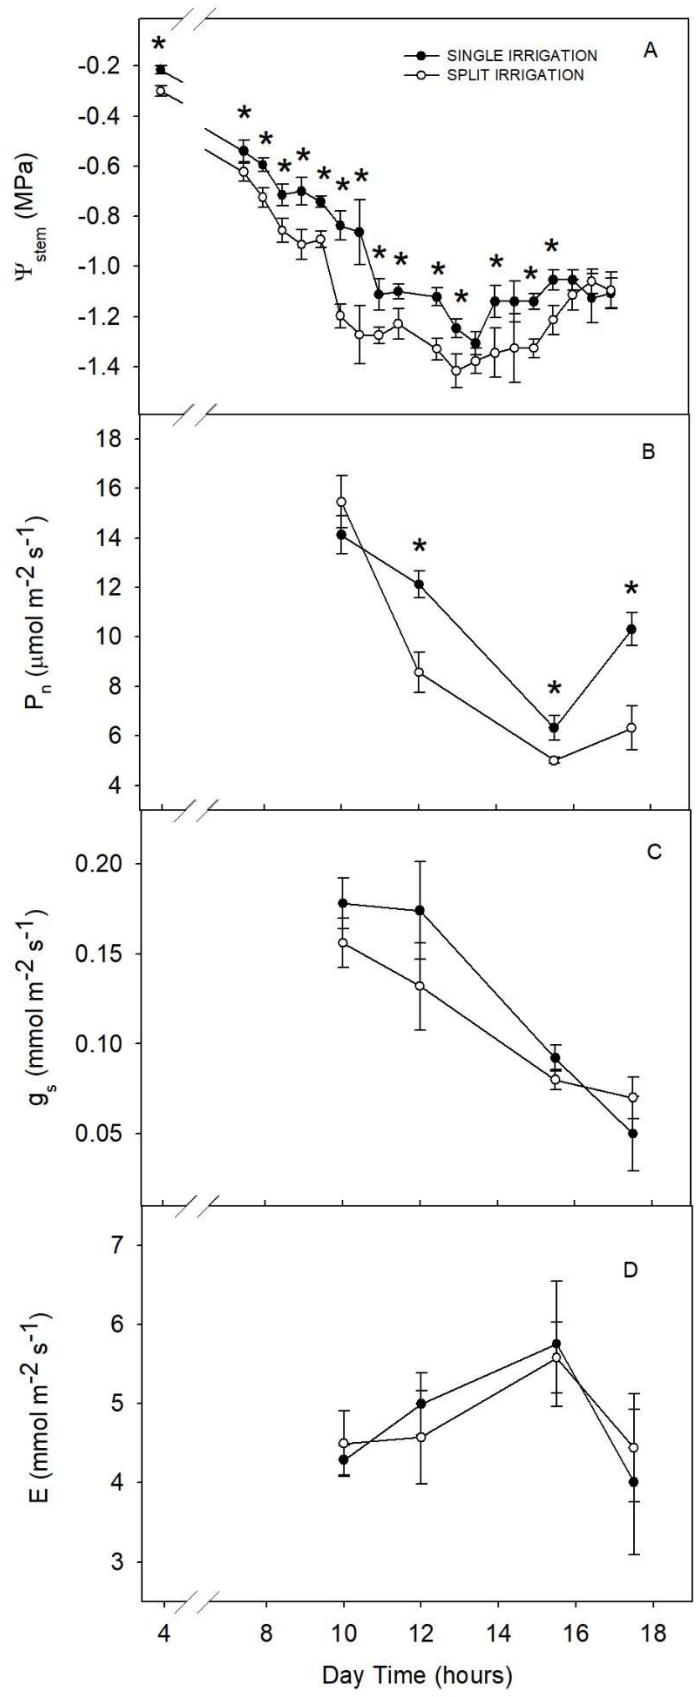 A
SINGLE IRRIGATION
SPLIT IRRIGATION
-0.2
-0.4
-0.6
-0.8
-1.0
-1.2
-1.4
Ψstem (MPa)
* * * * * * * * * * * * * * *
B
18
16
14
12
10
8
6
4
Pn (μmol m-2 s-1)
* * *
C
0.20
0.15
0.10
0.05
gs (mmol m-2 s-1)
D
7
6
5
4
3
E (mmol m-2 s-1)
4 8 10 12 14 16 18
Day Time (hours)